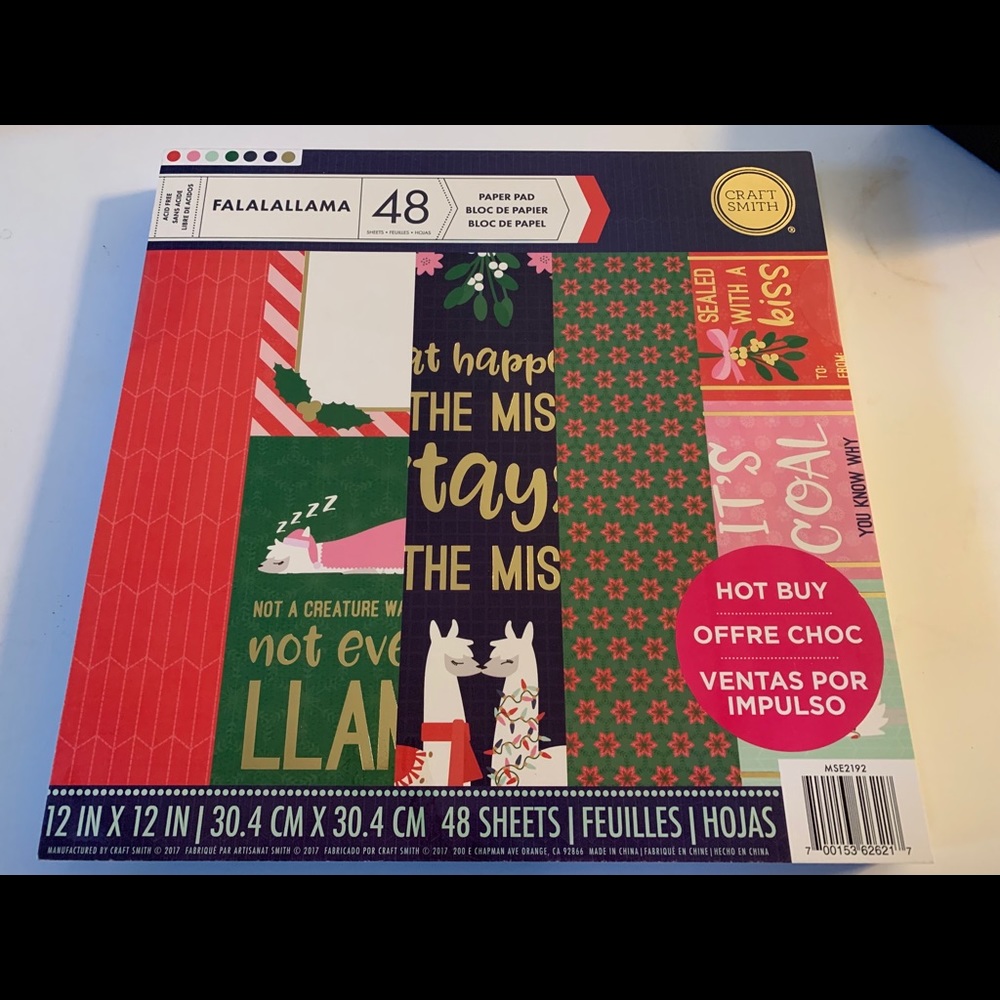 ACID FREE
SANS ACIDE
LIBRE DE ACIDOS
FALALALLAMA
48
SHEETS • FEUILLES • HOJAS
PAPER PAD
BLOC DE PAPIER
BLOC DE PAPEL
CRAFT
SMITH
®
SEALED
WITH A
kiss
TO:
FROM:
at happe
THE MIS
tays
THE MIS
zzzz
NOT A CREATURE WA
not eve
LLAM
IT'S
COAL
YOU KNOW WHY
HOT BUY
OFFRE CHOC
VENTAS POR
IMPULSO
MSE2192
7 00153 62621 7
12 IN X 12 IN | 30.4 CM X 30.4 CM 48 SHEETS | FEUILLES | HOJAS
MANUFACTURED BY CRAFT SMITH © 2017 FABRIQUÉ PAR ARTISANAT SMITH © 2017 FABRICADO POR CRAFT SMITH © 2017 200 E CHAPMAN AVE ORANGE, CA 92866 MADE IN CHINA | FABRIQUÉ EN CHINE | HECHO EN CHINA